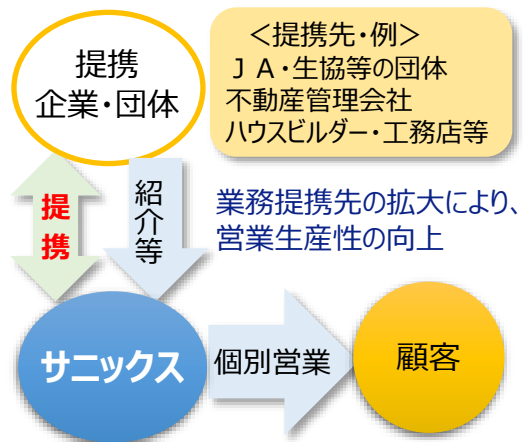 提携
企業・団体
＜提携先・例＞
ＪＡ・生協等の団体
不動産管理会社
ハウスビルダー・工務店等
提携
紹介等
業務提携先の拡大により、
営業生産性の向上
サニックス
個別営業
顧客